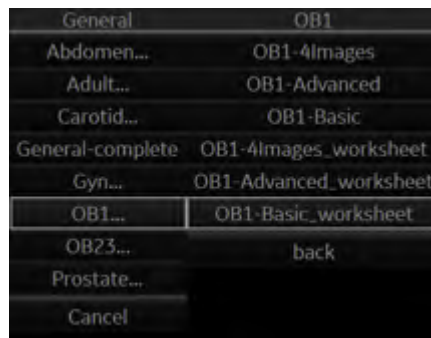 General
Abdomen...
Adult...
Carotid...
General-complete
Gyn...
OB1...
OB23...
Prostate...
Cancel
OB1
OB1-4Images
OB1-Advanced
OB1-Basic
OB1-4Images_worksheet
OB1-Advanced_worksheet
OB1-Basic_worksheet
back